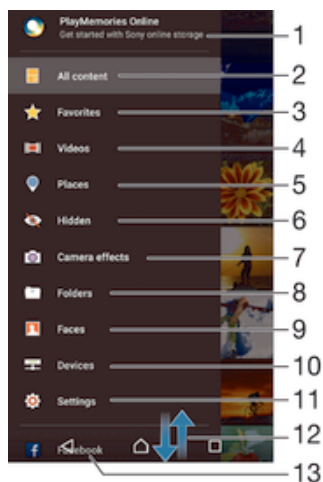 PlayMemories Online
Get started with Sony online storage
1
All content
2
Favorites
3
Videos
4
Places
5
Hidden
6
Camera effects
7
Folders
8
Faces
9
Devices
10
Settings
11
12
Facebook
13